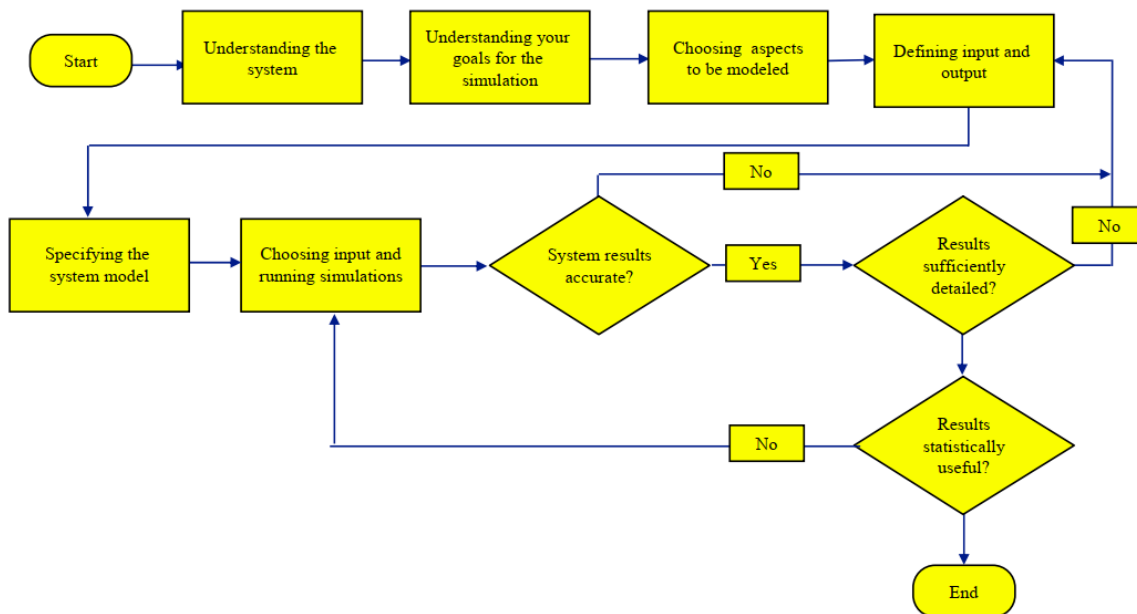 Start
Understanding the
system
Understanding your
goals for the
simulation
Choosing aspects
to be modeled
Defining input and
output
No
No
Specifying the
system model
Choosing input and
running simulations
System results
accurate?
Yes
Results
sufficiently
detailed?
No
Results
statistically
useful?
End